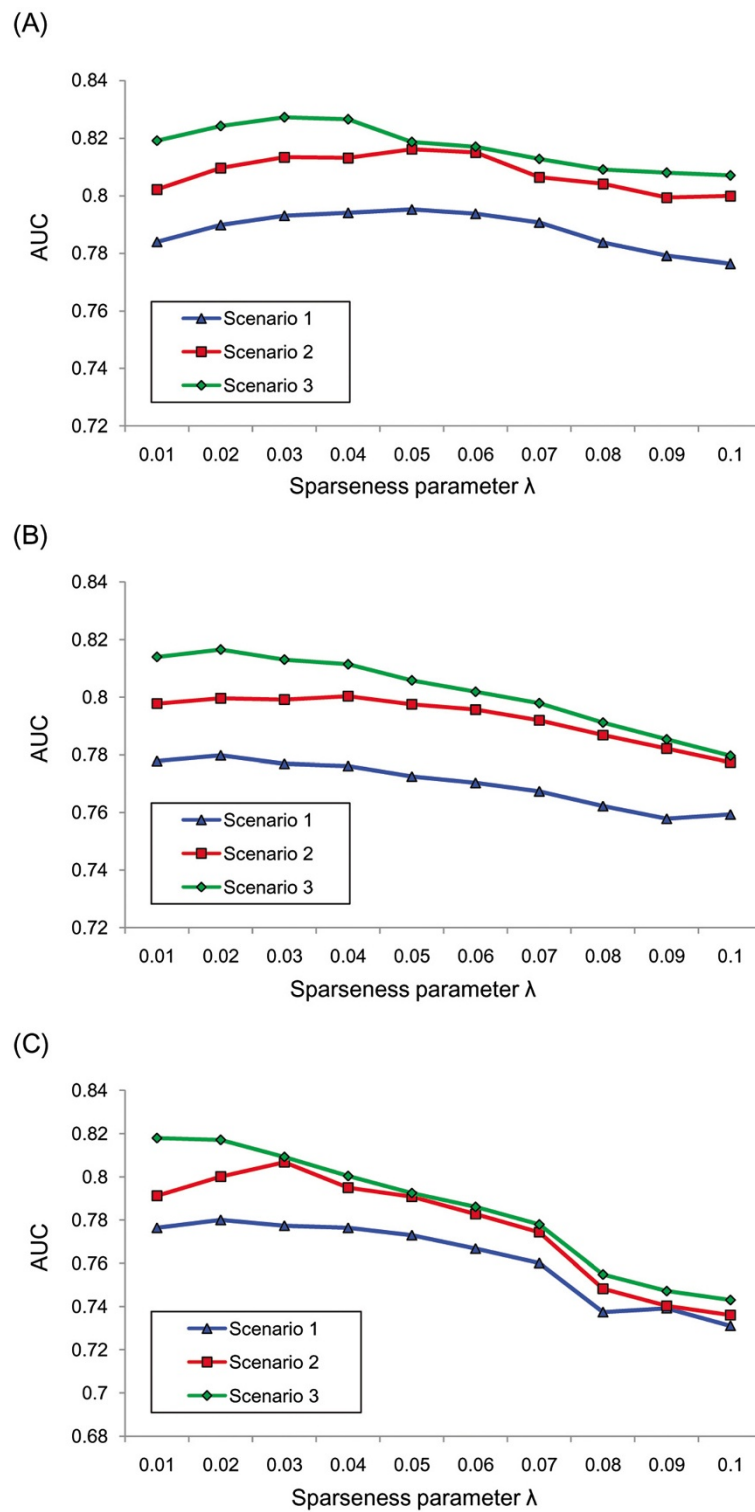 (A)
0.84
0.82
0.8
0.78
0.76
0.74
0.72
AUC
Scenario 1
Scenario 2
Scenario 3
0.01 0.02 0.03 0.04 0.05 0.06 0.07 0.08 0.09 0.1
Sparseness parameter λ
(B)
0.84
0.82
0.8
0.78
0.76
0.74
0.72
AUC
Scenario 1
Scenario 2
Scenario 3
0.01 0.02 0.03 0.04 0.05 0.06 0.07 0.08 0.09 0.1
Sparseness parameter λ
(C)
0.84
0.82
0.8
0.78
0.76
0.74
0.72
0.7
0.68
AUC
Scenario 1
Scenario 2
Scenario 3
0.01 0.02 0.03 0.04 0.05 0.06 0.07 0.08 0.09 0.1
Sparseness parameter λ